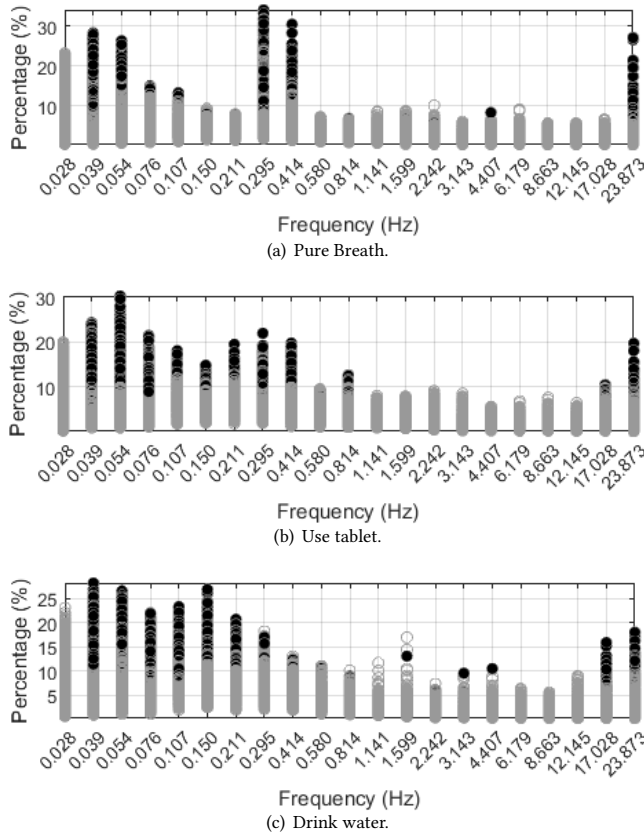 Percentage (%)
30
20
10
0.028 0.039 0.054 0.076 0.107 0.150 0.211 0.295 0.414 0.580 0.814 1.141 1.599 2.242 3.143 4.407 6.179 8.663 12.145 17.028 23.873
Frequency (Hz)
(a) Pure Breath.
Percentage (%)
30
20
10
0.028 0.039 0.054 0.076 0.107 0.150 0.211 0.295 0.414 0.580 0.814 1.141 1.599 2.242 3.143 4.407 6.179 8.663 12.145 17.028 23.873
Frequency (Hz)
(b) Use tablet.
Percentage (%)
25
20
15
10
5
0.028 0.039 0.054 0.076 0.107 0.150 0.211 0.295 0.414 0.580 0.814 1.141 1.599 2.242 3.143 4.407 6.179 8.663 12.145 17.028 23.873
Frequency (Hz)
(c) Drink water.